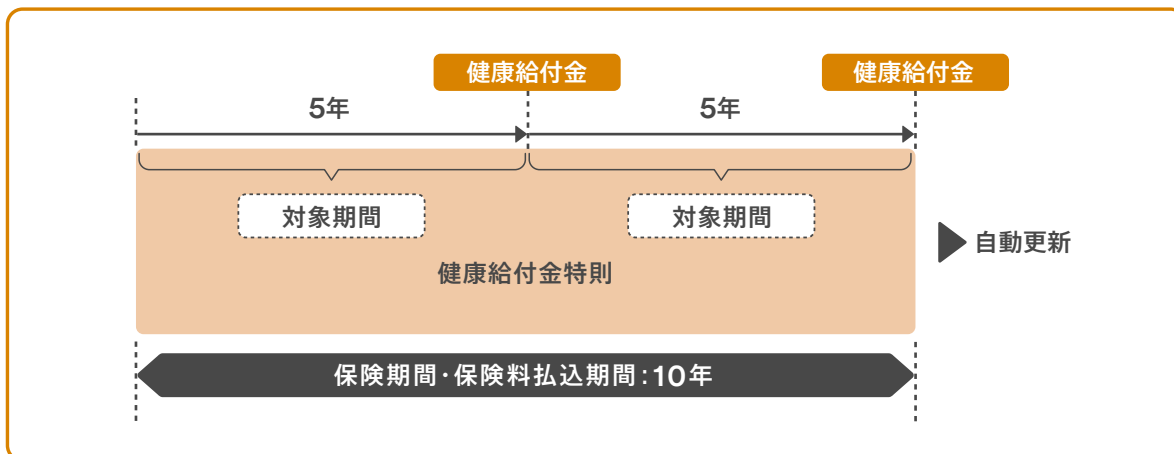 健康給付金
健康給付金
5年
5年
対象期間
対象期間
自動更新
健康給付金特則
保険期間・保険料払込期間：10年